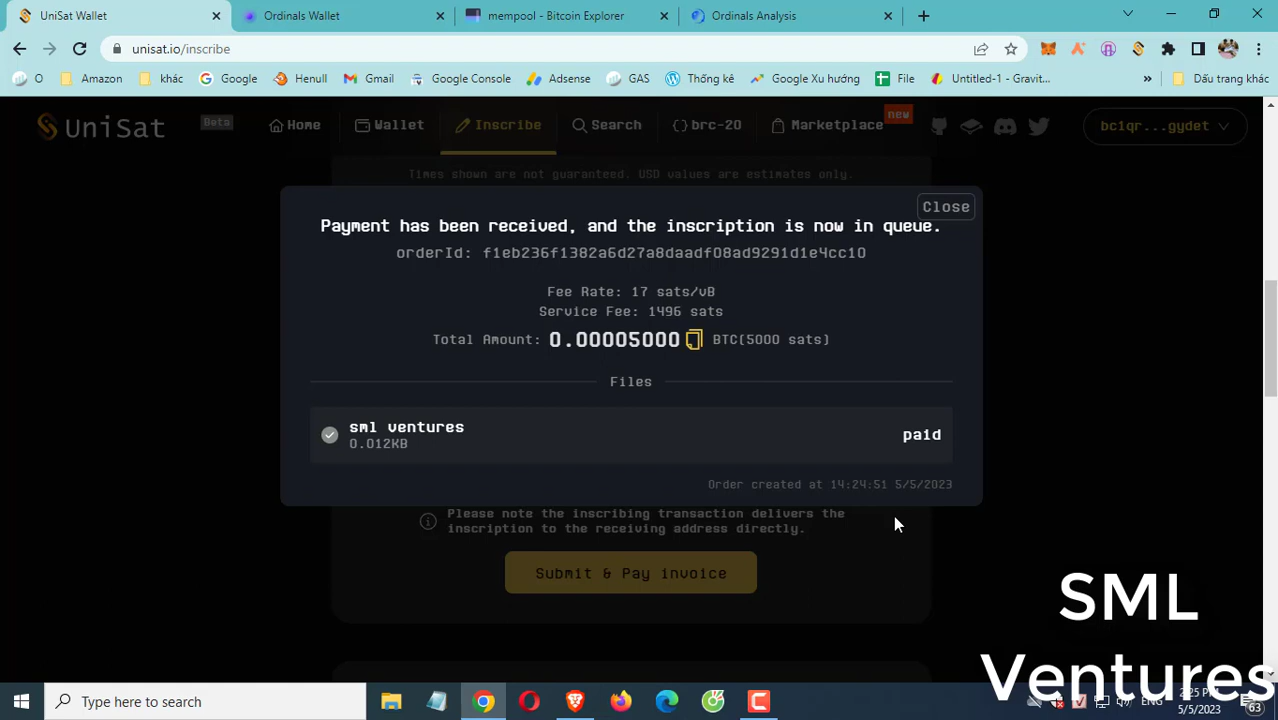 UniSat Wallet
Ordinals Wallet
mempool - Bitcoin Explorer
Ordinals Analysis
unisat.io/inscribe
O
Amazon
khác
Google
Henull
Gmail
Google Console
Adsense
GAS
Thống kê
Google Xu hướng
File
Untitled-1 - Gravit...
»
Dấu trang khác
UniSat
Beta
Home
Wallet
Inscribe
Search
brc-20
Marketplace
new
bc1qr...gydet
Times shown are not guaranteed. USD values are estimates only.
Close
Payment has been received, and the inscription is now in queue.
orderId: f1eb236f1382a6d27a8daadf08ad9291d1e4cc10
Fee Rate: 17 sats/vB
Service Fee: 1496 sats
Total Amount: 0.00005000 BTC(5000 sats)
Files
sml ventures
0.012KB
paid
Order created at 14:24:51 5/5/2023
Please note the inscribing transaction delivers the
inscription to the receiving address directly.
Submit & Pay invoice
SML
Ventures
Type here to search
ENG
5/5/2023
63